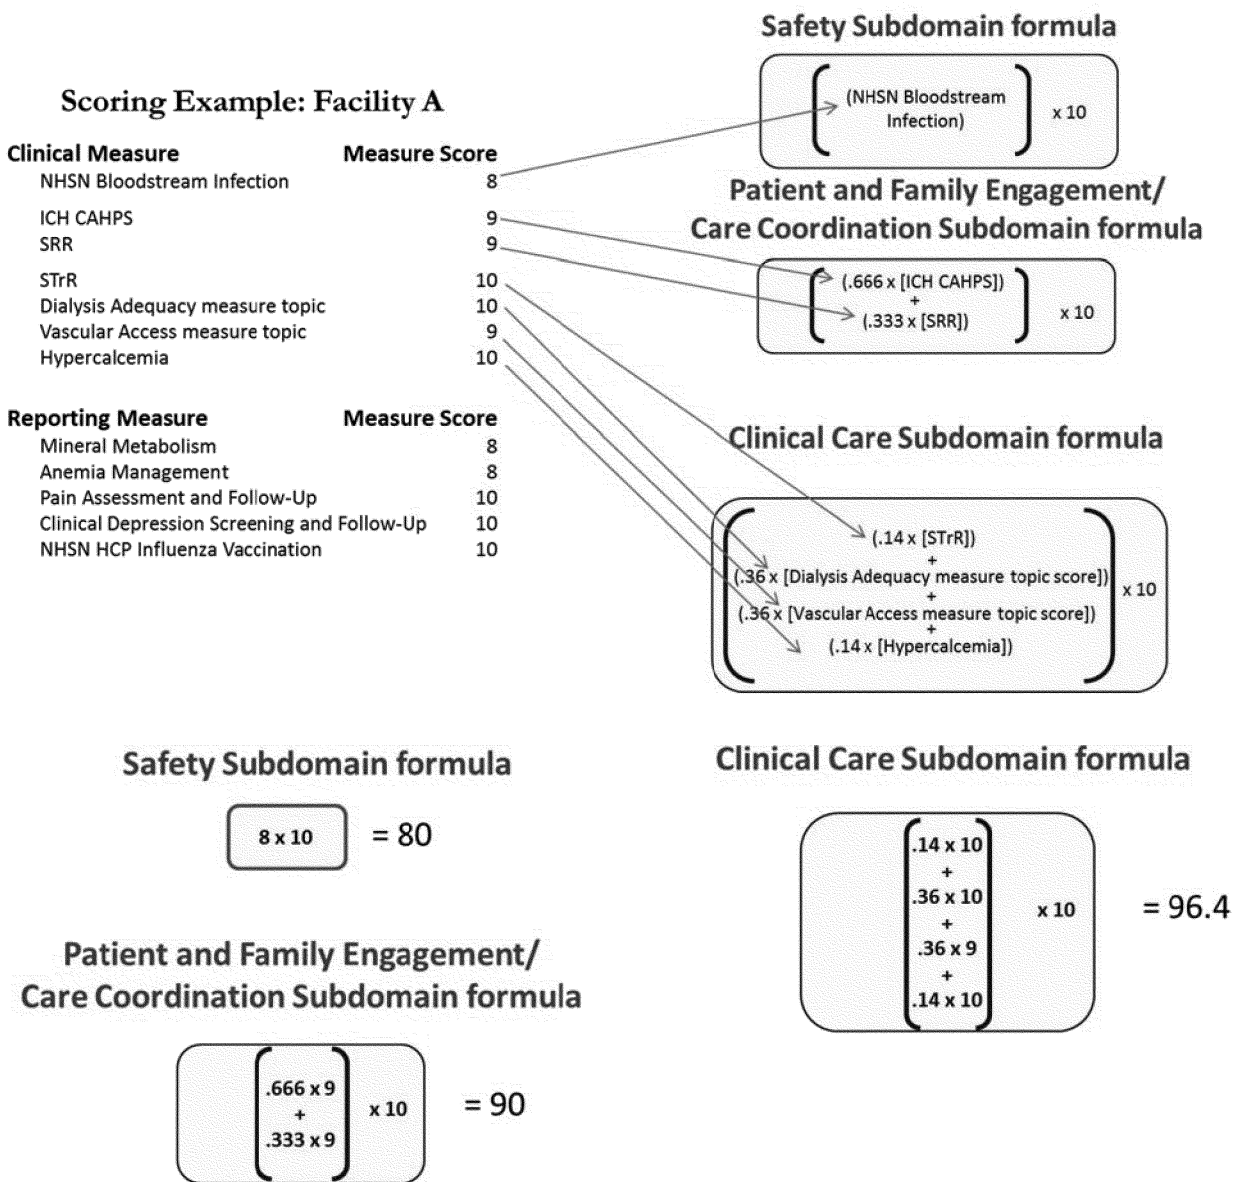 Safety Subdomain formula
(NHSN Bloodstream
Infection)
x 10
Scoring Example: Facility A
Clinical Measure Measure Score
NHSN Bloodstream Infection 8
ICH CAHPS 9
SRR 9
STrR 10
Dialysis Adequacy measure topic 10
Vascular Access measure topic 9
Hypercalcemia 10
Reporting Measure Measure Score
Mineral Metabolism 8
Anemia Management 8
Pain Assessment and Follow-Up 10
Clinical Depression Screening and Follow-Up 10
NHSN HCP Influenza Vaccination 10
Patient and Family Engagement/
Care Coordination Subdomain formula
(.666 x [ICH CAHPS])
+
(.333 x [SRR])
x 10
Clinical Care Subdomain formula
(.14 x [STrR])
+
(.36 x [Dialysis Adequacy measure topic score])
+
(.36 x [Vascular Access measure topic score])
+
(.14 x [Hypercalcemia])
x 10
Safety Subdomain formula
8 x 10 = 80
Patient and Family Engagement/
Care Coordination Subdomain formula
.666 x 9
+
.333 x 9
x 10 = 90
Clinical Care Subdomain formula
.14 x 10
+
.36 x 10
+
.36 x 9
+
.14 x 10
x 10 = 96.4